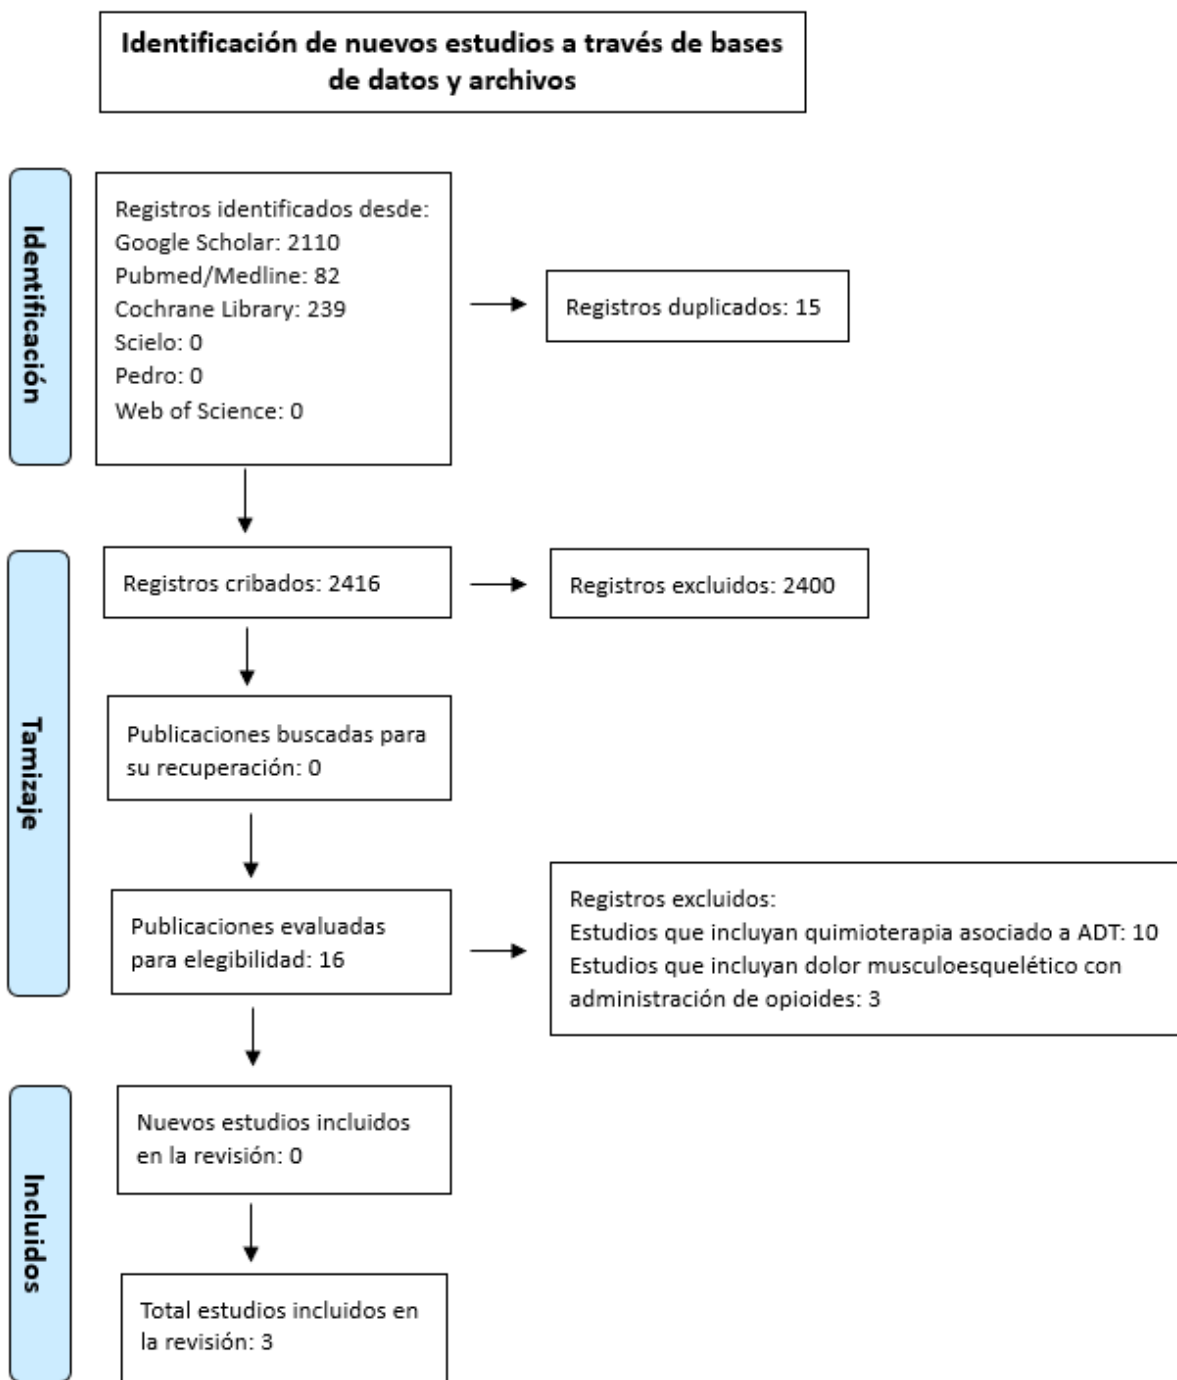 Identificación de nuevos estudios a través de bases
de datos y archivos
Identificación
Registros identificados desde:
Google Scholar: 2110
Pubmed/Medline: 82
Cochrane Library: 239
Scielo: 0
Pedro: 0
Web of Science: 0
Registros duplicados: 15
Tamizaje
Registros cribados: 2416
Registros excluidos: 2400
Publicaciones buscadas para
su recuperación: 0
Publicaciones evaluadas
para elegibilidad: 16
Registros excluidos:
Estudios que incluyan quimioterapia asociado a ADT: 10
Estudios que incluyan dolor musculoesquelético con
administración de opioides: 3
Incluidos
Nuevos estudios incluidos
en la revisión: 0
Total estudios incluidos en
la revisión: 3